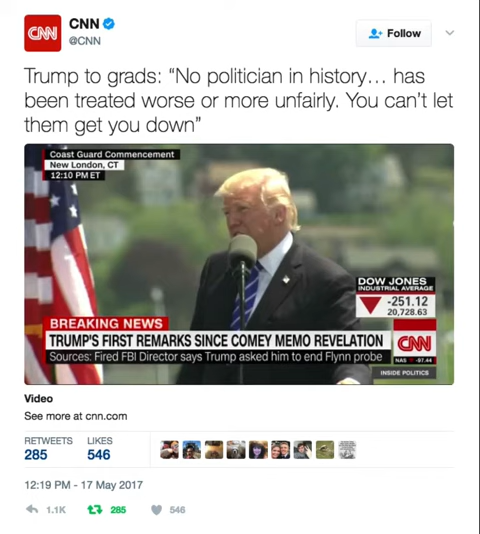 CNN
CNN
@CNN
Follow
Trump to grads: “No politician in history… has
been treated worse or more unfairly. You can’t let
them get you down”
Coast Guard Commencement
New London, CT
12:10 PM ET
DOW JONES
INDUSTRIAL AVERAGE
-251.12
20,728.63
BREAKING NEWS
TRUMP'S FIRST REMARKS SINCE COMEY MEMO REVELATION
Sources: Fired FBI Director says Trump asked him to end Flynn probe
CNN
NAS -97.44
INSIDE POLITICS
Video
See more at cnn.com
RETWEETS LIKES
285 546
12:19 PM - 17 May 2017
1.1K 285 546